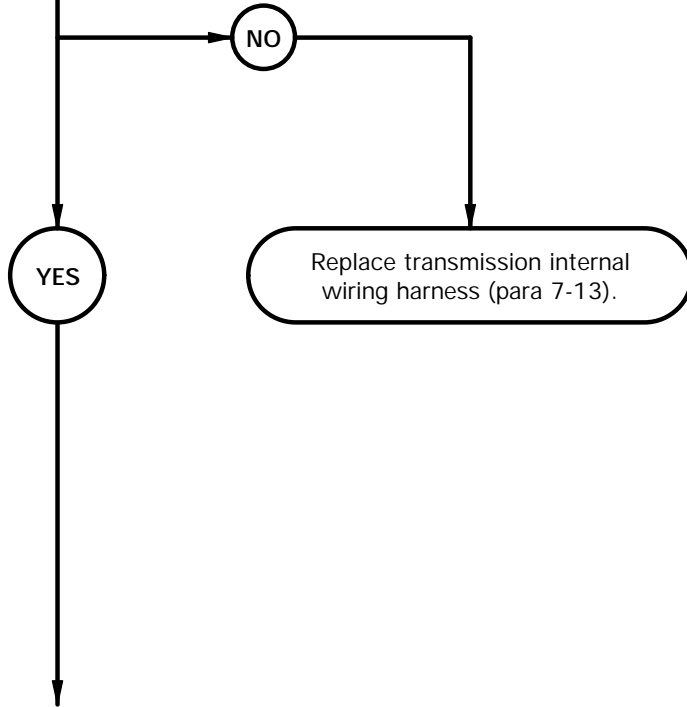 NO
YES
Replace transmission internal
wiring harness (para 7-13).